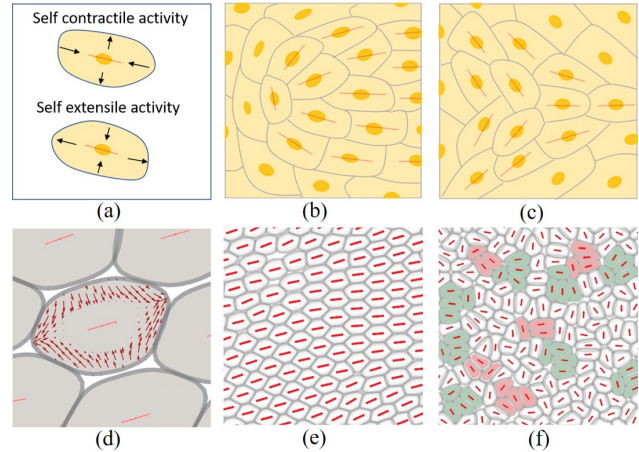 Self contractile activity
Self extensile activity
(a)
(b)
(c)
(d)
(e)
(f)